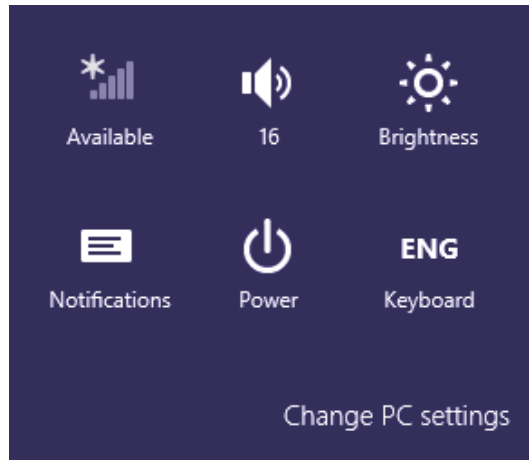 Available
16
Brightness
ENG
Notifications
Power
Keyboard
Change PC settings